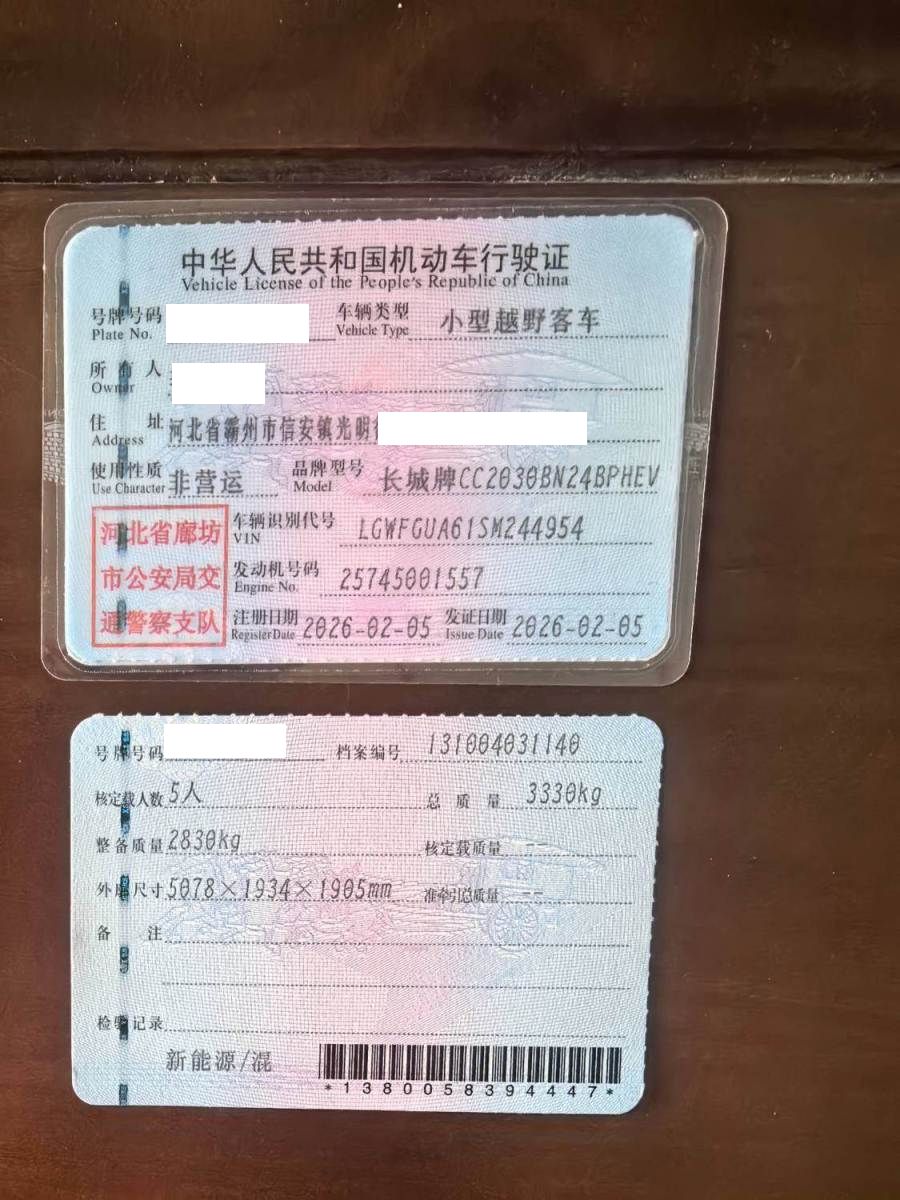 中华人民共和国机动车行驶证
Vehicle License of the People's Republic of China
号牌号码 车辆类型 小型越野客车
Plate No. Vehicle Type
所有人
Owner
住址 河北省霸州市信安镇光明
Address
使用性质 非营运 品牌型号 长城牌CC2030BN24BPHEV
Use Character Model
河北省廊坊 车辆识别代号 LGWFGUA61SM244954
VIN
市公安局交 发动机号码 25745001557
Engine No.
通警察支队 注册日期 2026-02-05 发证日期 2026-02-05
Register Date Issue Date
号牌号码 档案编号 131004031140
核定载人数 5人 总质量 3330kg
整备质量 2830kg 核定载质量 --
外廓尺寸 5078×1934×1905mm 准牵引总质量 --
备注
检验记录
新能源/混
*1380058394447*